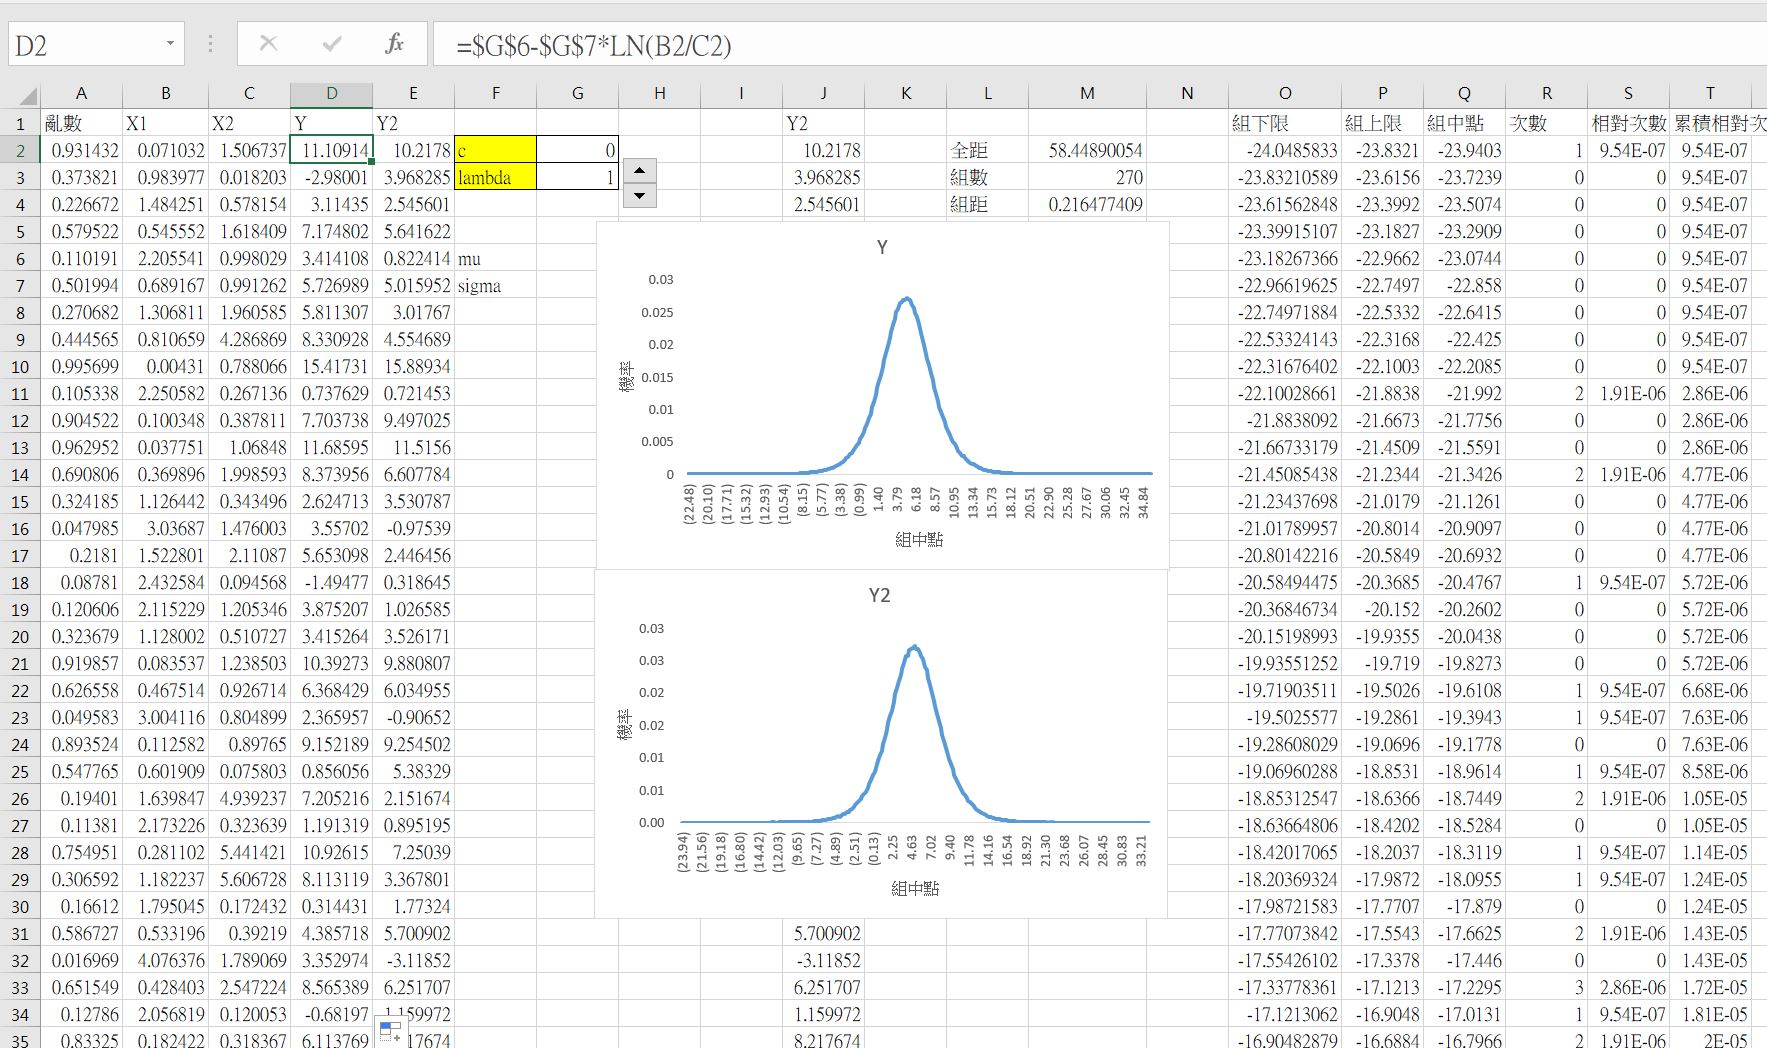 D2 fx =$G$6-$G$7*LN(B2/C2)
A B C D E F G H I J K L M N O P Q R S T
1 亂數 X1 X2 Y Y2 Y2 組下限 組上限 組中點 次數 相對次數 累積相對次
2 0.931432 0.071032 1.506737 11.10914 10.2178 c 0 10.2178 全距 58.44890054 -24.0485833 -23.8321 -23.9403 1 9.54E-07 9.54E-07
3 0.373821 0.983977 0.018203 -2.98001 3.968285 lambda 1 3.968285 組數 270 -23.83210589 -23.6156 -23.7239 0 0 9.54E-07
4 0.226672 1.484251 0.578154 3.11435 2.545601 2.545601 組距 0.216477409 -23.61562848 -23.3992 -23.5074 0 0 9.54E-07
5 0.579522 0.545552 1.618409 7.174802 5.641622 -23.39915107 -23.1827 -23.2909 0 0 9.54E-07
6 0.110191 2.205541 0.998029 3.414108 0.822414 mu -23.18267366 -22.9662 -23.0744 0 0 9.54E-07
7 0.501994 0.689167 0.991262 5.726989 5.015952 sigma -22.96619625 -22.7497 -22.858 0 0 9.54E-07
8 0.270682 1.306811 1.960585 5.811307 3.01767 -22.74971884 -22.5332 -22.6415 0 0 9.54E-07
9 0.444565 0.810659 4.286869 8.330928 4.554689 -22.53324143 -22.3168 -22.425 0 0 9.54E-07
10 0.995699 0.00431 0.788066 15.41731 15.88934 -22.31676402 -22.1003 -22.2085 0 0 9.54E-07
11 0.105338 2.250582 0.267136 0.737629 0.721453 -22.10028661 -21.8838 -21.992 2 1.91E-06 2.86E-06
12 0.904522 0.100348 0.387811 7.703738 9.497025 -21.8838092 -21.6673 -21.7756 0 0 2.86E-06
13 0.962952 0.037751 1.06848 11.68595 11.5156 -21.66733179 -21.4509 -21.5591 0 0 2.86E-06
14 0.690806 0.369896 1.998593 8.373956 6.607784 -21.45085438 -21.2344 -21.3426 2 1.91E-06 4.77E-06
15 0.324185 1.126442 0.343496 2.624713 3.530787 -21.23437698 -21.0179 -21.1261 0 0 4.77E-06
16 0.047985 3.03687 1.476003 3.55702 -0.97539 -21.01789957 -20.8014 -20.9097 0 0 4.77E-06
17 0.2181 1.522801 2.11087 5.653098 2.446456 -20.80142216 -20.5849 -20.6932 0 0 4.77E-06
18 0.08781 2.432584 0.094568 -1.49477 0.318645 -20.58494475 -20.3685 -20.4767 1 9.54E-07 5.72E-06
19 0.120606 2.115229 1.205346 3.875207 1.026585 -20.36846734 -20.152 -20.2602 0 0 5.72E-06
20 0.323679 1.128002 0.510727 3.415264 3.526171 -20.15198993 -19.9355 -20.0438 0 0 5.72E-06
21 0.919857 0.083537 1.238503 10.39273 9.880807 -19.93551252 -19.719 -19.8273 0 0 5.72E-06
22 0.626558 0.467514 0.926714 6.368429 6.034955 -19.71903511 -19.5026 -19.6108 1 9.54E-07 6.68E-06
23 0.049583 3.004116 0.804899 2.365957 -0.90652 -19.5025577 -19.2861 -19.3943 1 9.54E-07 7.63E-06
24 0.893524 0.112582 0.89765 9.152189 9.254502 -19.28608029 -19.0696 -19.1778 0 0 7.63E-06
25 0.547765 0.601909 0.075803 0.856056 5.38329 -19.06960288 -18.8531 -18.9614 1 9.54E-07 8.58E-06
26 0.19401 1.639847 4.939237 7.205216 2.151674 -18.85312547 -18.6366 -18.7449 2 1.91E-06 1.05E-05
27 0.11381 2.173226 0.323639 1.191319 0.895195 -18.63664806 -18.4202 -18.5284 0 0 1.05E-05
28 0.754951 0.281102 5.441421 10.92615 7.25039 -18.42017065 -18.2037 -18.3119 1 9.54E-07 1.14E-05
29 0.306592 1.182237 5.606728 8.113119 3.367801 -18.20369324 -17.9872 -18.0955 1 9.54E-07 1.24E-05
30 0.16612 1.795045 0.172432 0.314431 1.77324 -17.98721583 -17.7707 -17.879 0 0 1.24E-05
31 0.586727 0.533196 0.39219 4.385718 5.700902 5.700902 -17.77073842 -17.5543 -17.6625 2 1.91E-06 1.43E-05
32 0.016969 4.076376 1.789069 3.352974 -3.11852 -3.11852 -17.55426102 -17.3378 -17.446 0 0 1.43E-05
33 0.651549 0.428403 2.547224 8.565389 6.251707 6.251707 -17.33778361 -17.1213 -17.2295 3 2.86E-06 1.72E-05
34 0.12786 2.056819 0.120053 -0.68197 1.159972 1.159972 -17.1213062 -16.9048 -17.0131 1 9.54E-07 1.81E-05
35 0.83325 0.182422 0.318367 6.113769 17674 8.217674 -16.90482879 -16.6884 -16.7966 2 1.91E-06 2E-05
Y
0.03
0.025
0.02
0.015
0.01
0.005
0
機率
(22.48) (20.10) (17.71) (15.32) (12.93) (10.54) (8.15) (5.77) (3.38) (0.99) 1.40 3.79 6.18 8.57 10.95 13.34 15.73 18.12 20.51 22.90 25.28 27.67 30.06 32.45 34.84
組中點
Y2
0.03
0.03
0.02
0.02
0.01
0.01
0.00
機率
(23.94) (21.56) (19.18) (16.80) (14.42) (12.03) (9.65) (7.27) (4.89) (2.51) (0.13) 2.25 4.63 7.02 9.40 11.78 14.16 16.54 18.92 21.30 23.68 26.07 28.45 30.83 33.21
組中點